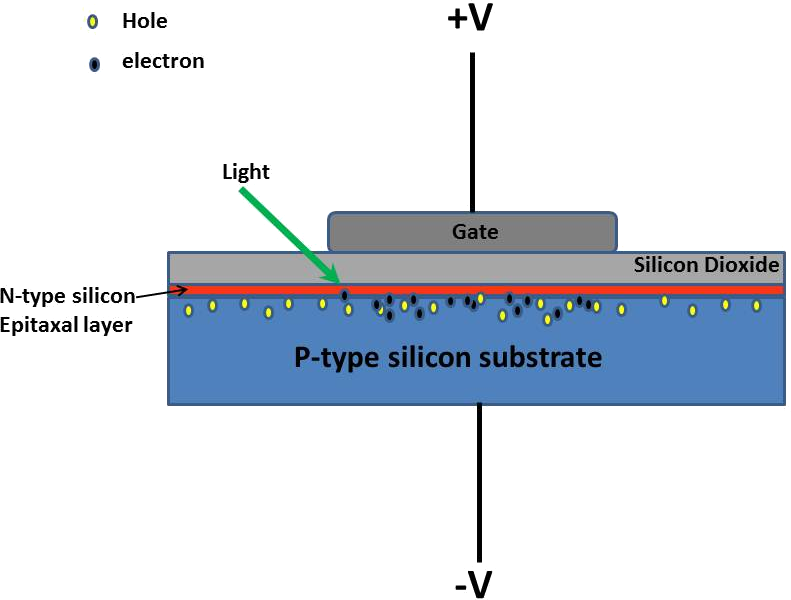 Hole
+V
electron
Light
Gate
Silicon Dioxide
N-type silicon
Epitaxal layer
P-type silicon substrate
-V